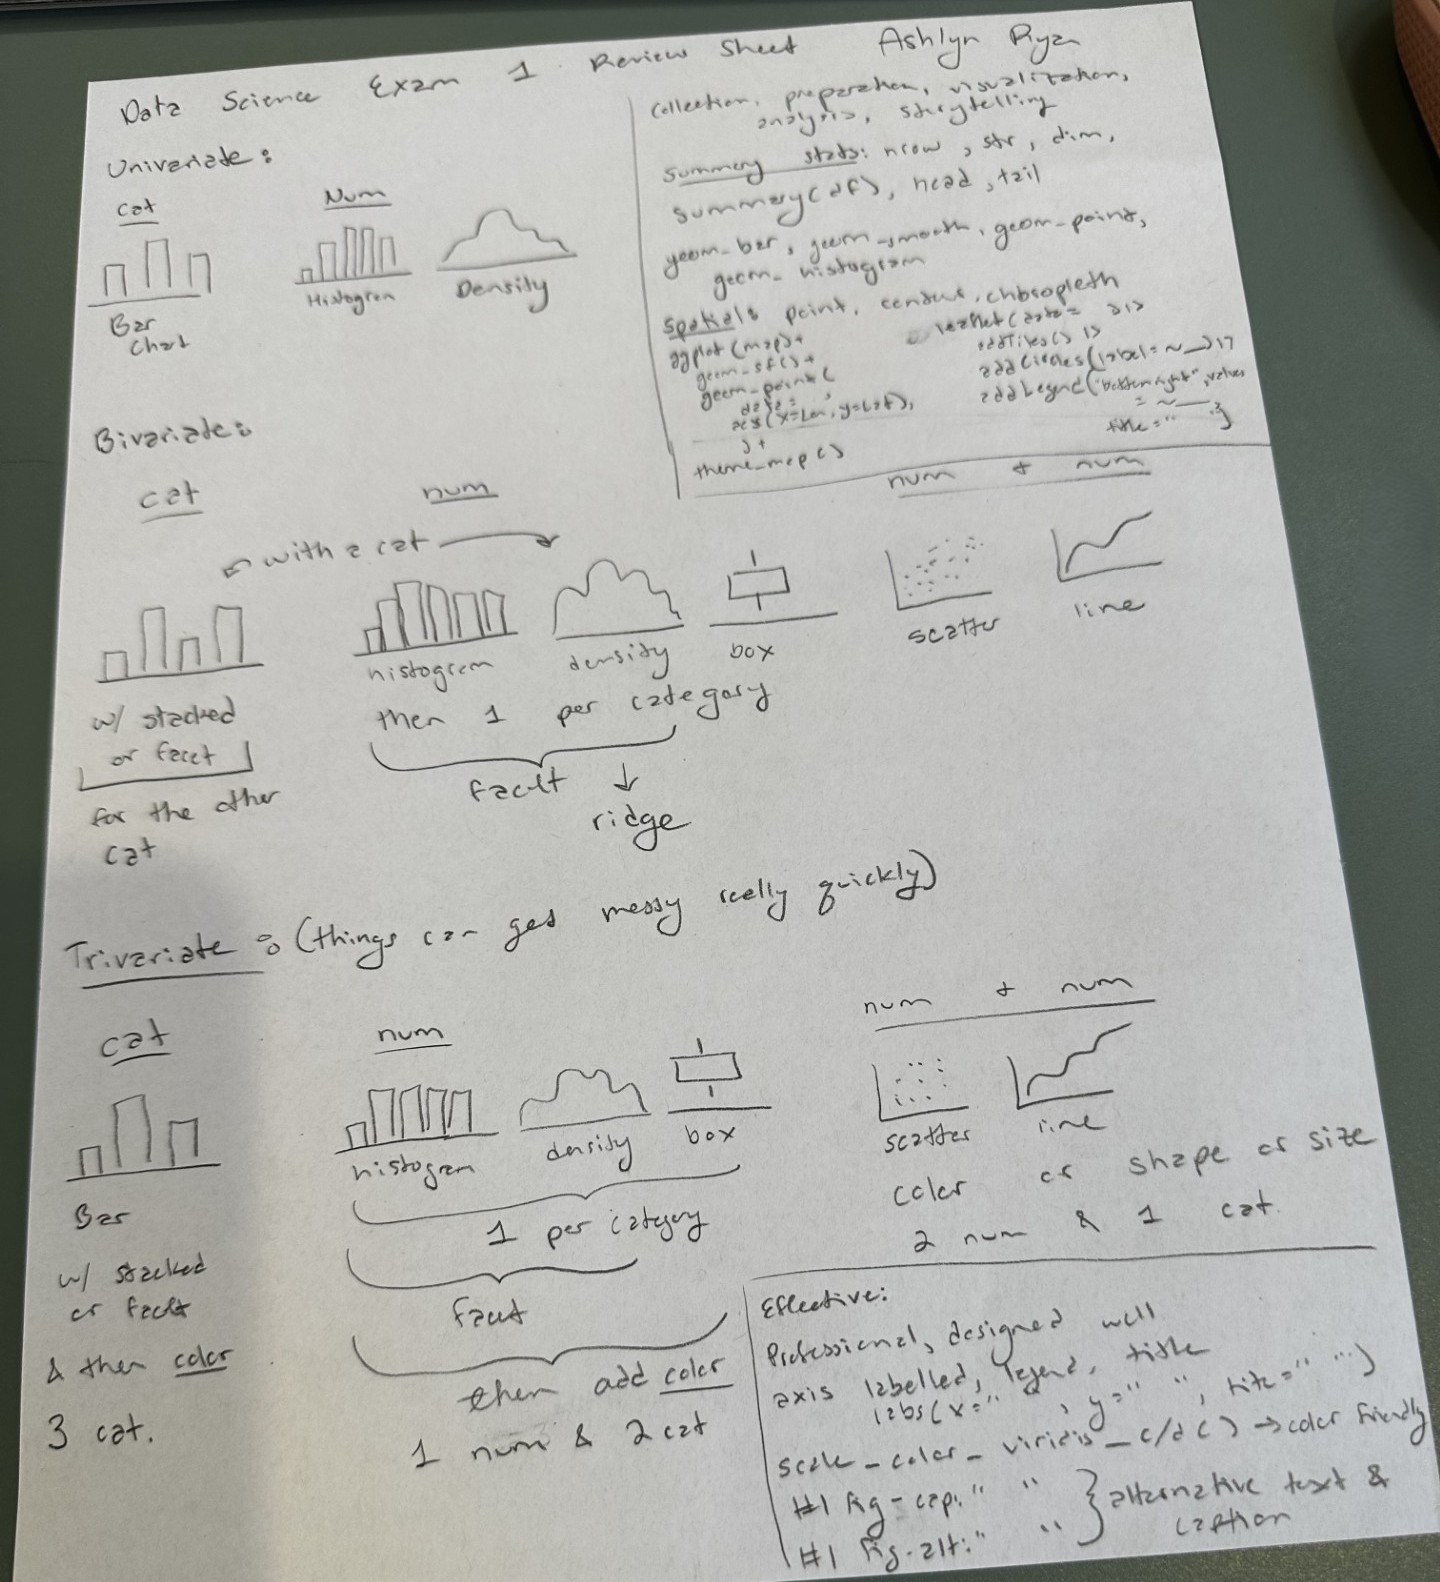 Data Science Exam 1 Review Sheet Ashlyn Ryan
Univariate:
cat
Bar
Chart
Num
Histogram
Density
collection, preparation, visualization,
analysis, storytelling
summary stats: nrow, str, dim,
summary(df), head, tail
geom_bar, geom_smooth, geom_point,
geom_histogram
Spatial: point, contour, choropleth
ggplot(map)+
geom_sf()+
geom_point(
data= ,
aes(x=Lon, y=Lat),
)+
theme_map()
leaflet(data= ) |>
addTiles() |>
addCircles(label=~__) |>
addLegend("bottomright", values
= ~__,
title=" ")
Bivariate:
cat
num
with a cat
w/ stacked
or facet
for the other
cat
histogram
density
box
then 1 per category
facet
ridge
num + num
scatter
line
Trivariate: (things can get messy really quickly)
cat
Bar
w/ stacked
or facet
& then color
3 cat.
num
histogram
density
box
1 per category
facet
then add color
1 num & 2 cat
num + num
scatter
line
color or shape or size
2 num & 1 cat.
Effective:
Professional, designed well
axis labelled, legend, title
labs(x=" ", y=" ", title=" ")
scale_color_viridis_c/d() → color friendly
#| fig-cap: " "
#| fig-alt: " "
alternative text &
caption